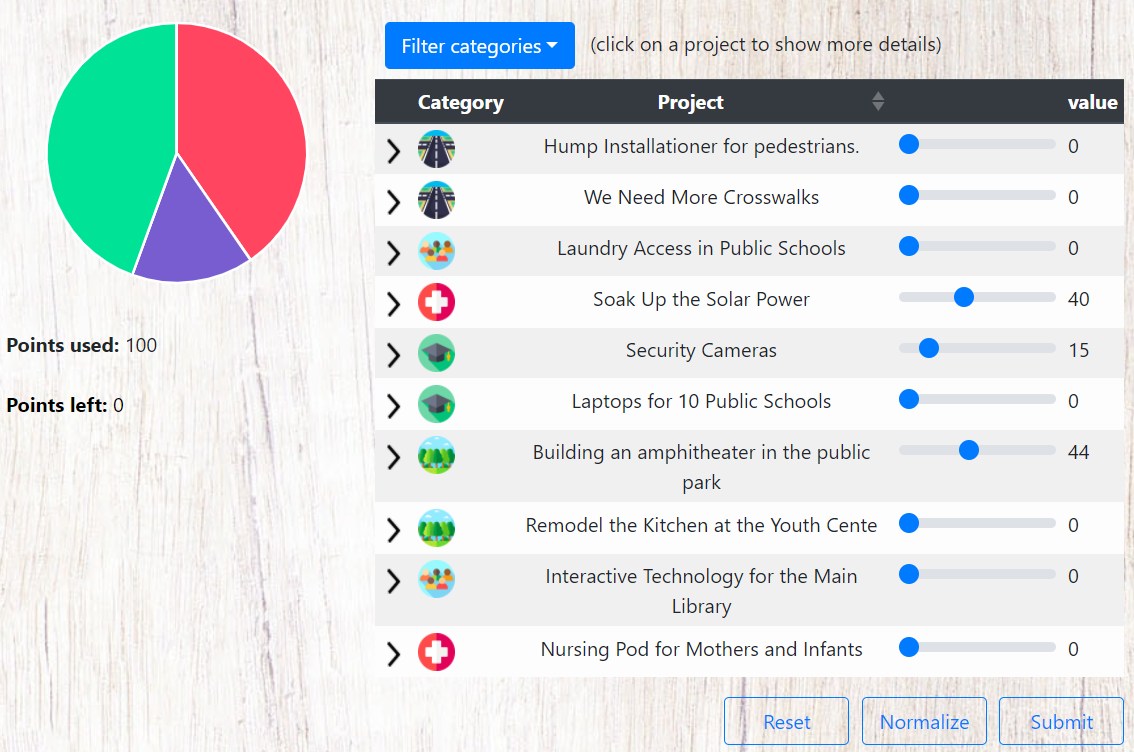 Filter categories (click on a project to show more details)
Category Project value
Hump Installationer for pedestrians. 0
We Need More Crosswalks 0
Laundry Access in Public Schools 0
Soak Up the Solar Power 40
Security Cameras 15
Laptops for 10 Public Schools 0
Building an amphitheater in the public 44
park
Remodel the Kitchen at the Youth Cente 0
Interactive Technology for the Main 0
Library
Nursing Pod for Mothers and Infants 0
Points used: 100
Points left: 0
Reset Normalize Submit